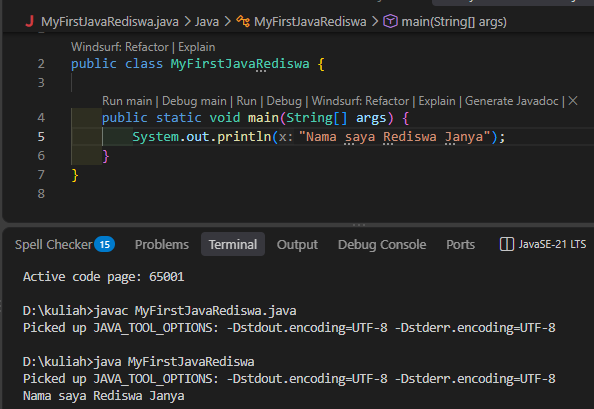 J MyFirstJavaRediswa.java > Java > MyFirstJavaRediswa > main(String[] args)
Windsurf: Refactor | Explain
2 public class MyFirstJavaRediswa {
3
Run main | Debug main | Run | Debug | Windsurf: Refactor | Explain | Generate Javadoc | X
4 public static void main(String[] args) {
5 System.out.println(x: "Nama saya Rediswa Janya");
6 }
7 }
8
Spell Checker 15 Problems Terminal Output Debug Console Ports JavaSE-21 LTS
Active code page: 65001
D:\kuliah>javac MyFirstJavaRediswa.java
Picked up JAVA_TOOL_OPTIONS: -Dstdout.encoding=UTF-8 -Dstderr.encoding=UTF-8
D:\kuliah>java MyFirstJavaRediswa
Picked up JAVA_TOOL_OPTIONS: -Dstdout.encoding=UTF-8 -Dstderr.encoding=UTF-8
Nama saya Rediswa Janya